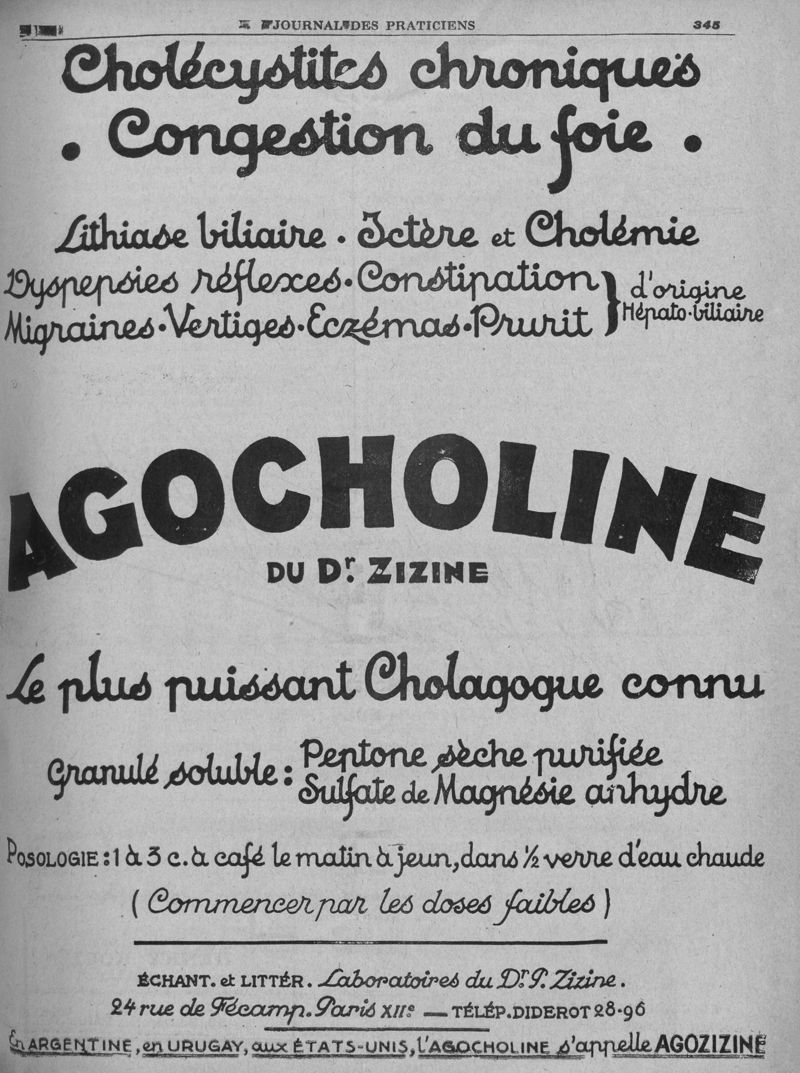 JOURNAL DES PRATICIENS 345
Cholécystites chroniques
. Congestion du foie .
Lithiase biliaire . Ictère et Cholémie
Dyspepsies réflexes . Constipation
Migraines . Vertiges . Eczémas . Prurit
} d'origine
Hépato-biliaire
AGOCHOLINE
DU Dr. ZIZINE
Le plus puissant Cholagogue connu
Granulé soluble : Peptone sèche purifiée
Sulfate de Magnésie anhydre
POSOLOGIE : 1 à 3 c. à café le matin à jeun, dans ½ verre d'eau chaude
(Commencer par les doses faibles)
ÉCHANT. et LITTÉR. Laboratoires du Dr. P. Zizine.
24 rue de Fécamp. Paris XIIe — TÉLÉP. DIDEROT 28-96
En ARGENTINE, en URUGAY, aux ÉTATS-UNIS, l'AGOCHOLINE s'appelle AGOZIZINE